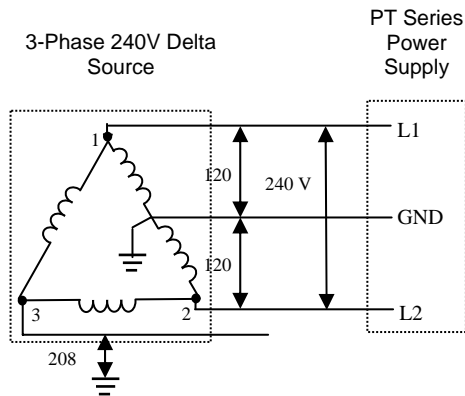 3-Phase 240V Delta
Source
PT Series
Power
Supply
1
L1
120
240 V
GND
120
3
2
L2
208